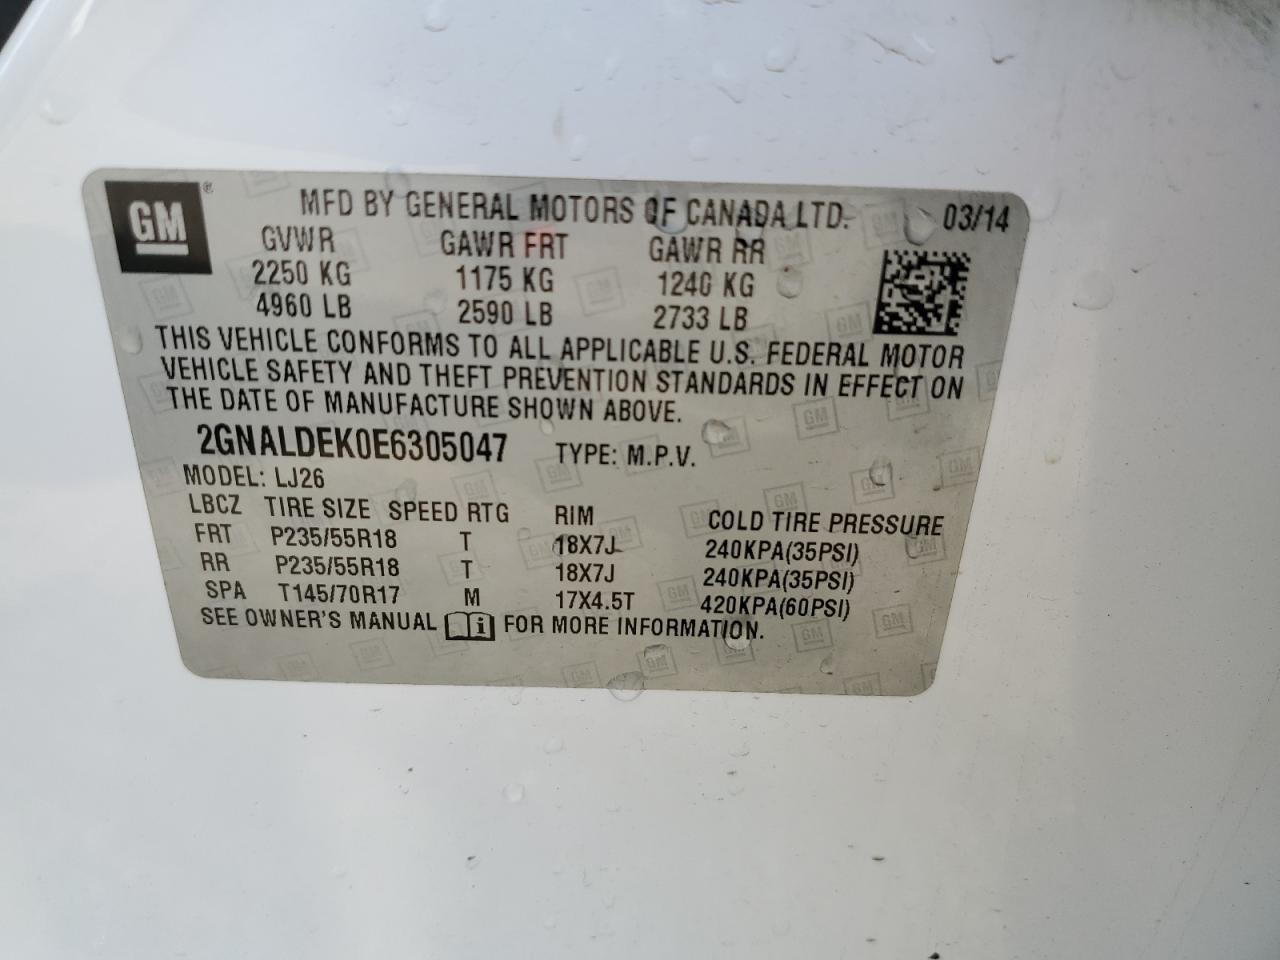 GM ® MFD BY GENERAL MOTORS OF CANADA LTD. 03/14
GVWR GAWR FRT GAWR RR
2250 KG 1175 KG 1240 KG
4960 LB 2590 LB 2733 LB
THIS VEHICLE CONFORMS TO ALL APPLICABLE U.S. FEDERAL MOTOR
VEHICLE SAFETY AND THEFT PREVENTION STANDARDS IN EFFECT ON
THE DATE OF MANUFACTURE SHOWN ABOVE.
2GNALDEK0E6305047 TYPE: M.P.V.
MODEL: LJ26
LBCZ TIRE SIZE SPEED RTG RIM COLD TIRE PRESSURE
FRT P235/55R18 T 18X7J 240KPA(35PSI)
RR P235/55R18 T 18X7J 240KPA(35PSI)
SPA T145/70R17 M 17X4.5T 420KPA(60PSI)
SEE OWNER'S MANUAL i FOR MORE INFORMATION.